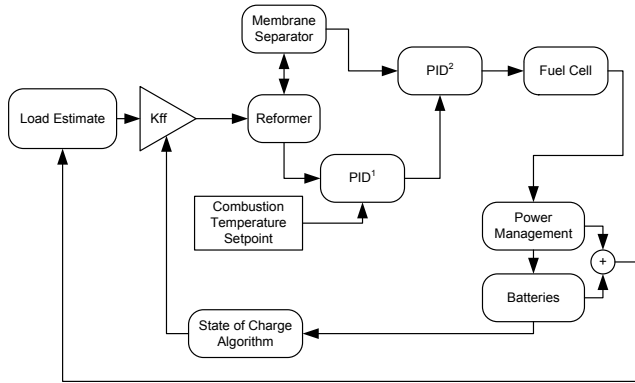 Membrane
Separator
PID²
Fuel Cell
Load Estimate
Kff
Reformer
PID¹
Combustion
Temperature
Setpoint
Power
Management
+
Batteries
State of Charge
Algorithm